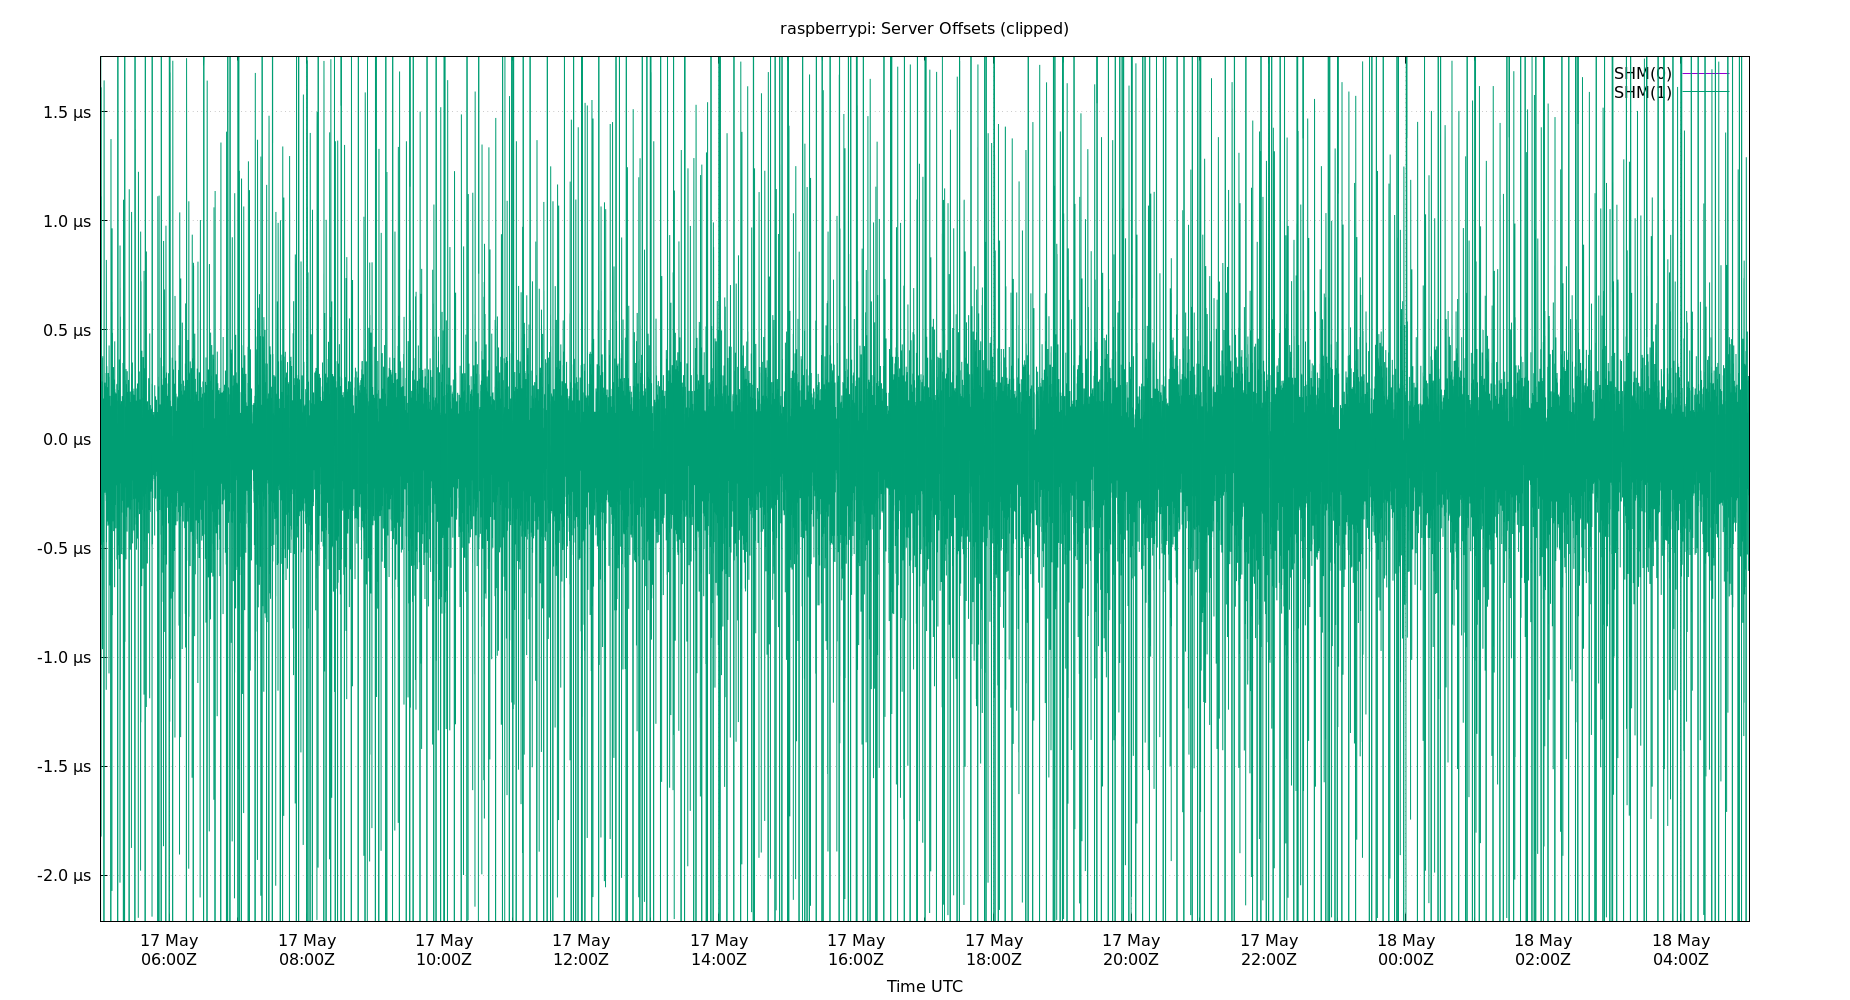 raspberrypi: Server Offsets (clipped)
SHM(0)
SHM(1)
1.5 µs
1.0 µs
0.5 µs
0.0 µs
-0.5 µs
-1.0 µs
-1.5 µs
-2.0 µs
17 May 17 May 17 May 17 May 17 May 17 May 17 May 17 May 17 May 18 May 18 May 18 May
06:00Z 08:00Z 10:00Z 12:00Z 14:00Z 16:00Z 18:00Z 20:00Z 22:00Z 00:00Z 02:00Z 04:00Z
Time UTC